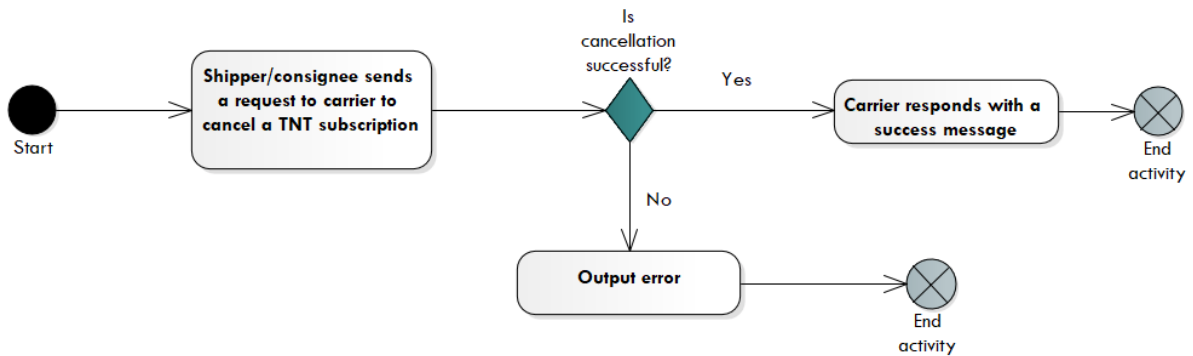 Start
Shipper/consignee sends
a request to carrier to
cancel a TNT subscription
Is
cancellation
successful?
Yes
Carrier responds with a
success message
End
activity
No
Output error
End
activity